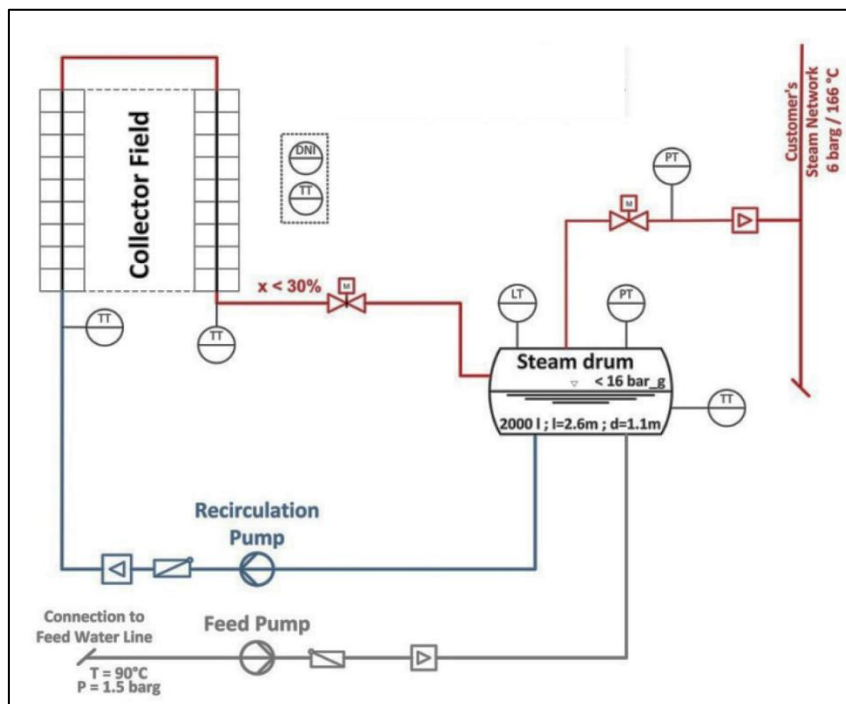 Customer's
Steam Network
6 barg / 166 °C
PT
M
DNI
TT
Collector Field
x < 30%
M
LT
PT
TT
TT
Steam drum
< 16 bar_g
TT
2000 l ; l=2.6m ; d=1.1m
Recirculation
Pump
Connection to
Feed Water Line
Feed Pump
T = 90°C
P = 1.5 barg